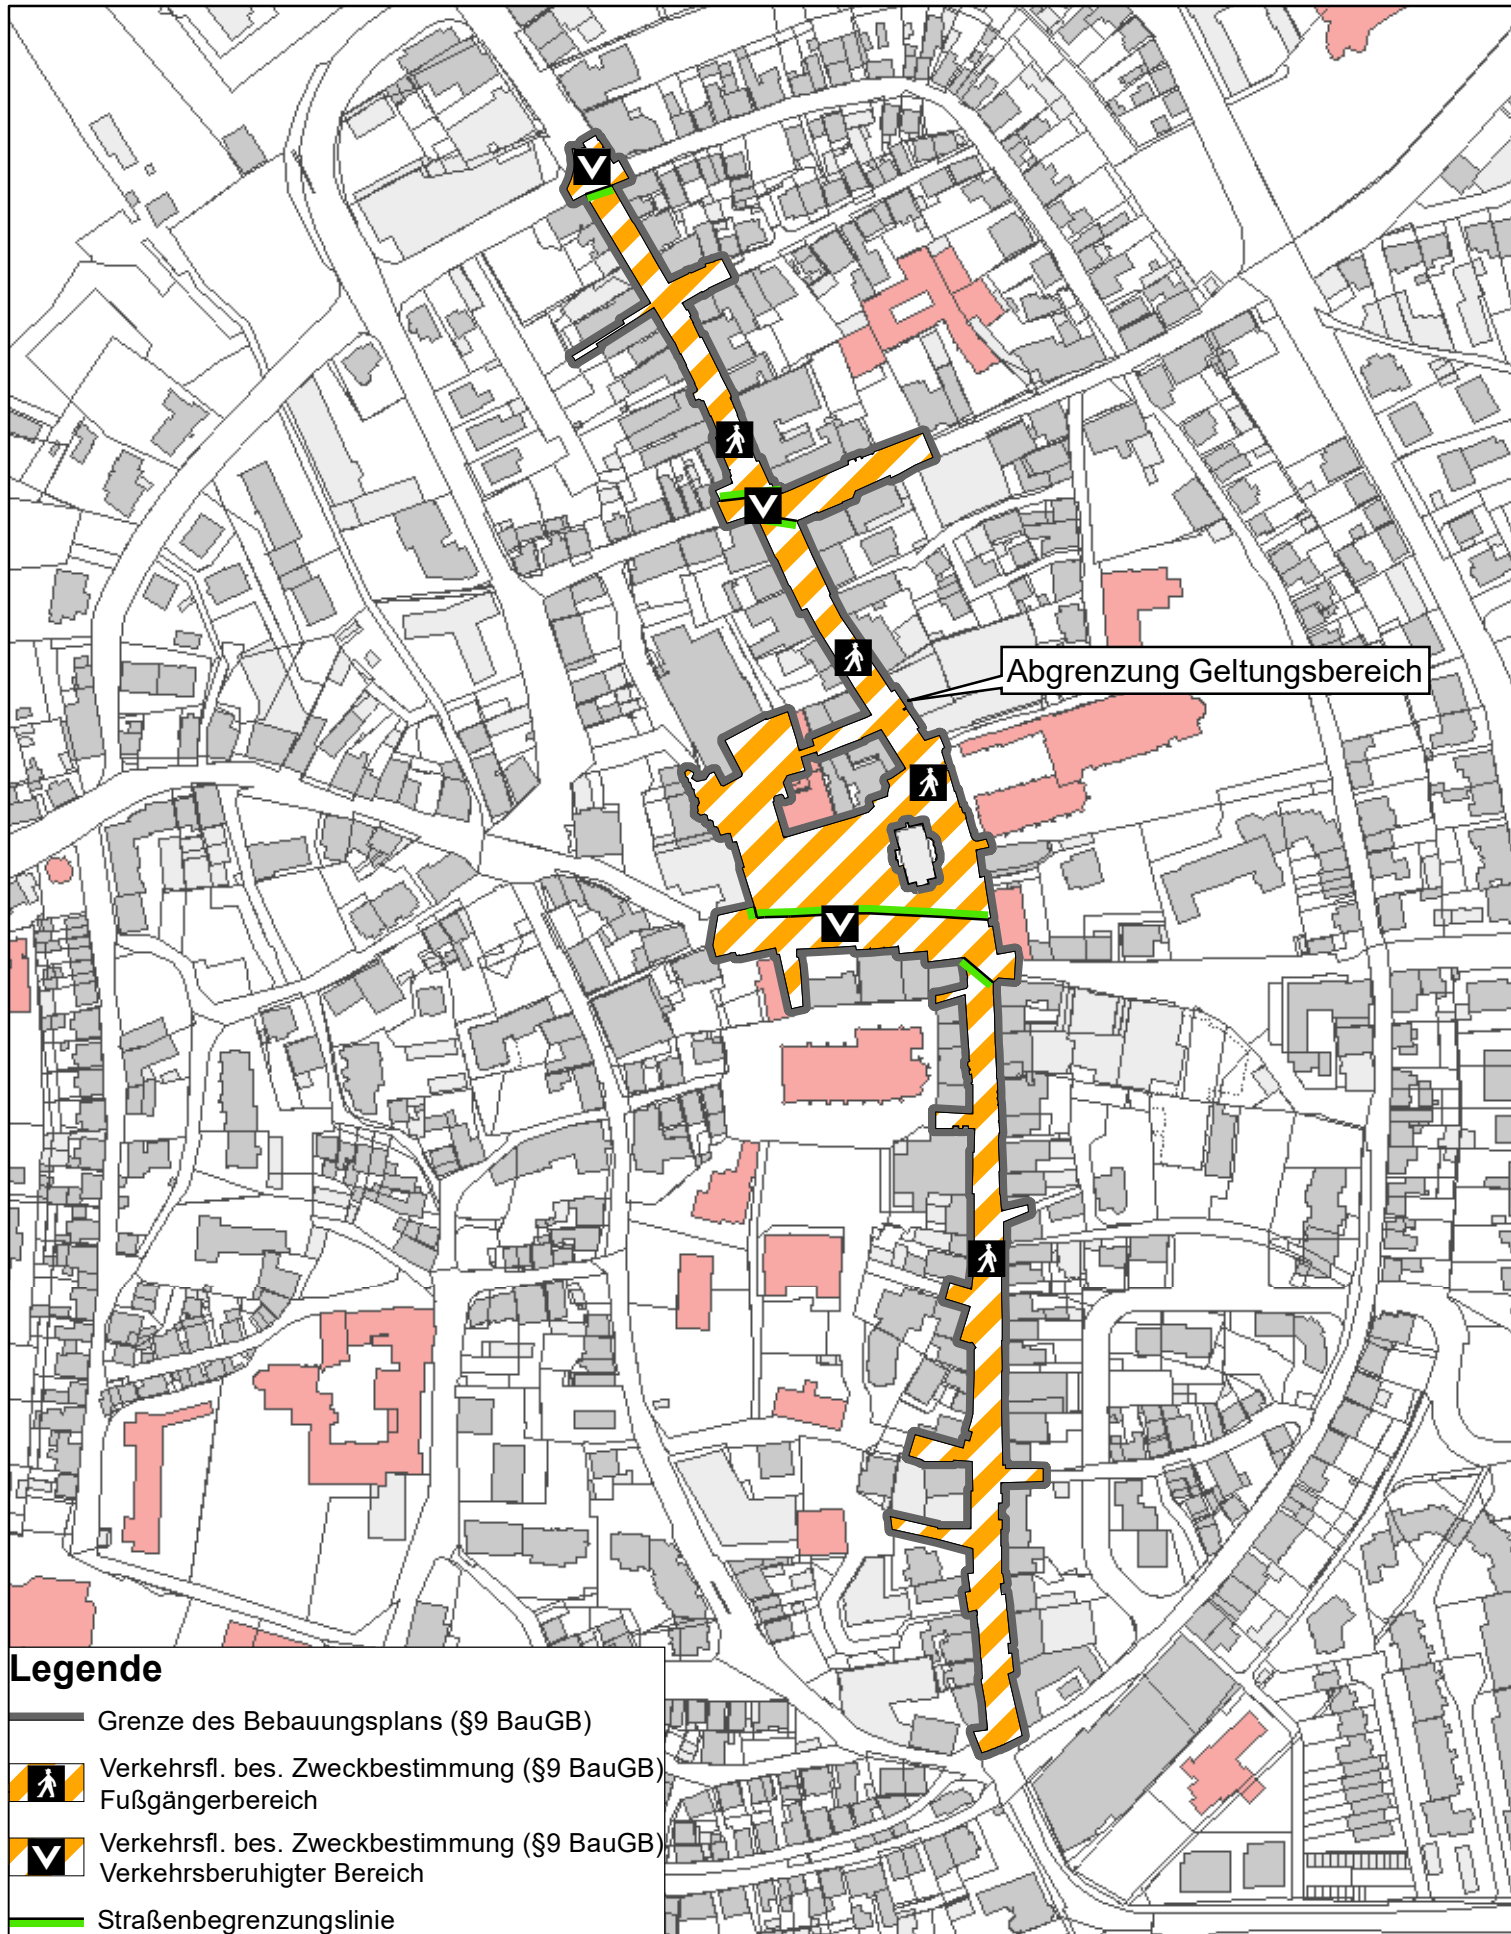 Abgrenzung Geltungsbereich
Legende
Grenze des Bebauungsplans (§9 BauGB)
Verkehrsfl. bes. Zweckbestimmung (§9 BauGB)
Fußgängerbereich
Verkehrsfl. bes. Zweckbestimmung (§9 BauGB)
Verkehrsberuhigter Bereich
Straßenbegrenzungslinie